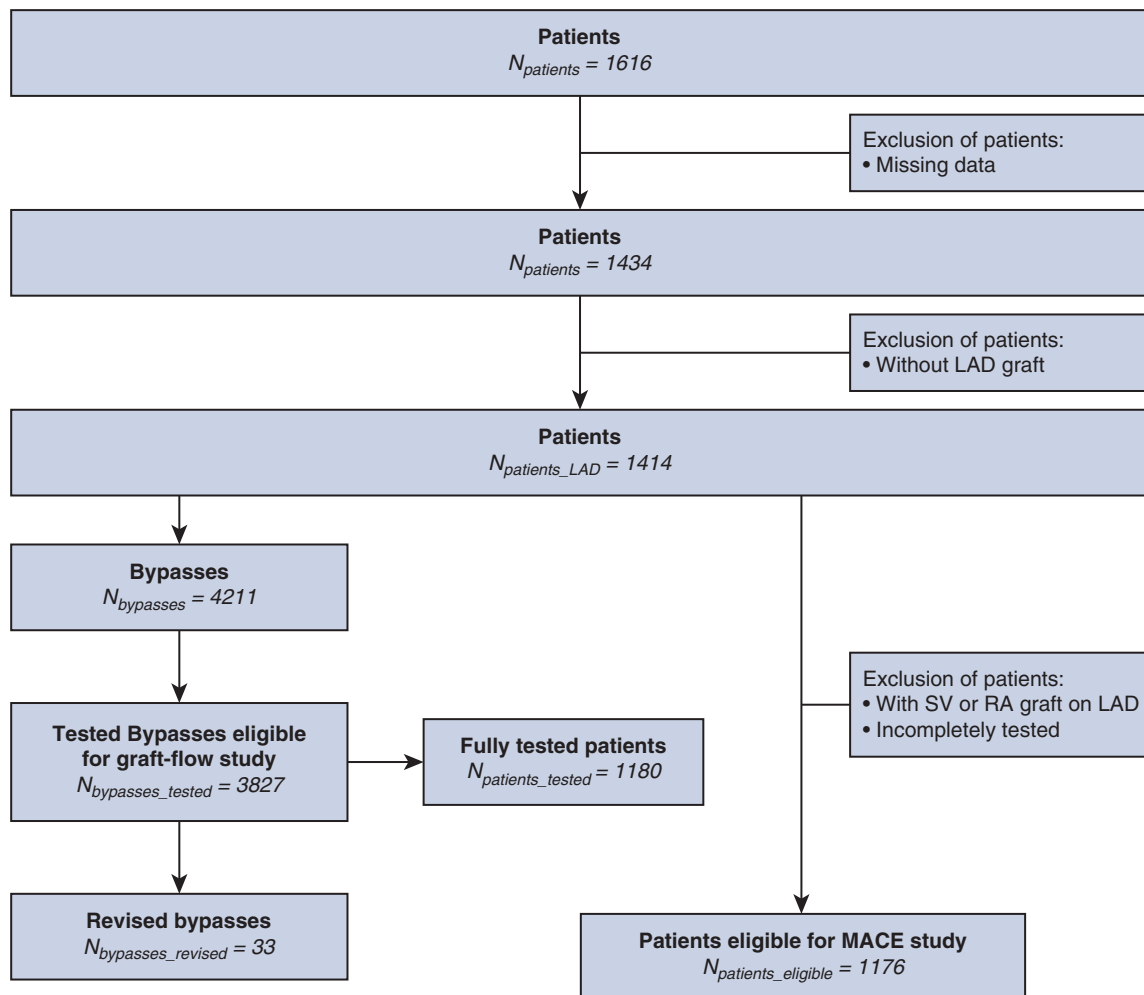 Patients
N_patients = 1616
Exclusion of patients:
• Missing data
Patients
N_patients = 1434
Exclusion of patients:
• Without LAD graft
Patients
N_patients_LAD = 1414
Bypasses
N_bypasses = 4211
Tested Bypasses eligible
for graft-flow study
N_bypasses_tested = 3827
Fully tested patients
N_patients_tested = 1180
Exclusion of patients:
• With SV or RA graft on LAD
• Incompletely tested
Revised bypasses
N_bypasses_revised = 33
Patients eligible for MACE study
N_patients_eligible = 1176